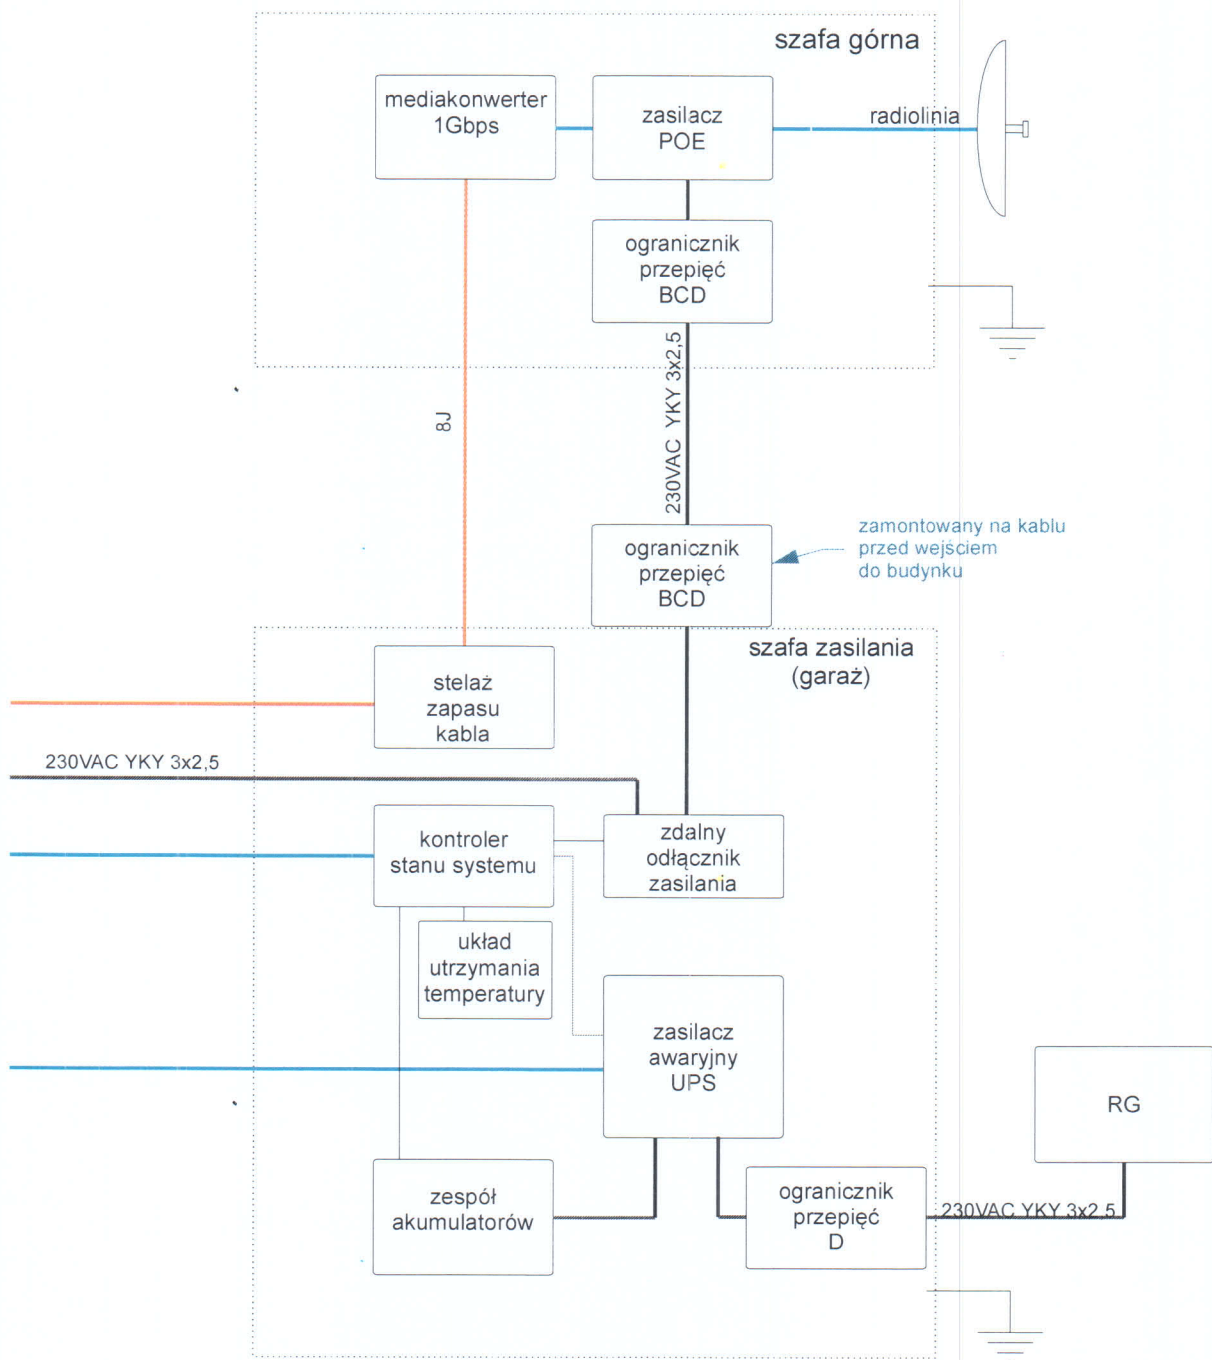 szafa górna
mediakonwerter
1Gbps
zasilacz
POE
radiolinia
ogranicznik
przepięć
BCD
230VAC YKY 3x2,5
8J
ogranicznik
przepięć
BCD
zamontowany na kablu
przed wejściem
do budynku
szafa zasilania
(garaż)
stelaż
zapasu
kabla
230VAC YKY 3x2,5
kontroler
stanu systemu
zdalny
odłącznik
zasilania
układ
utrzymania
temperatury
zasilacz
awaryjny
UPS
RG
zespół
akumulatorów
ogranicznik
przepięć
D
230VAC YKY 3x2,5